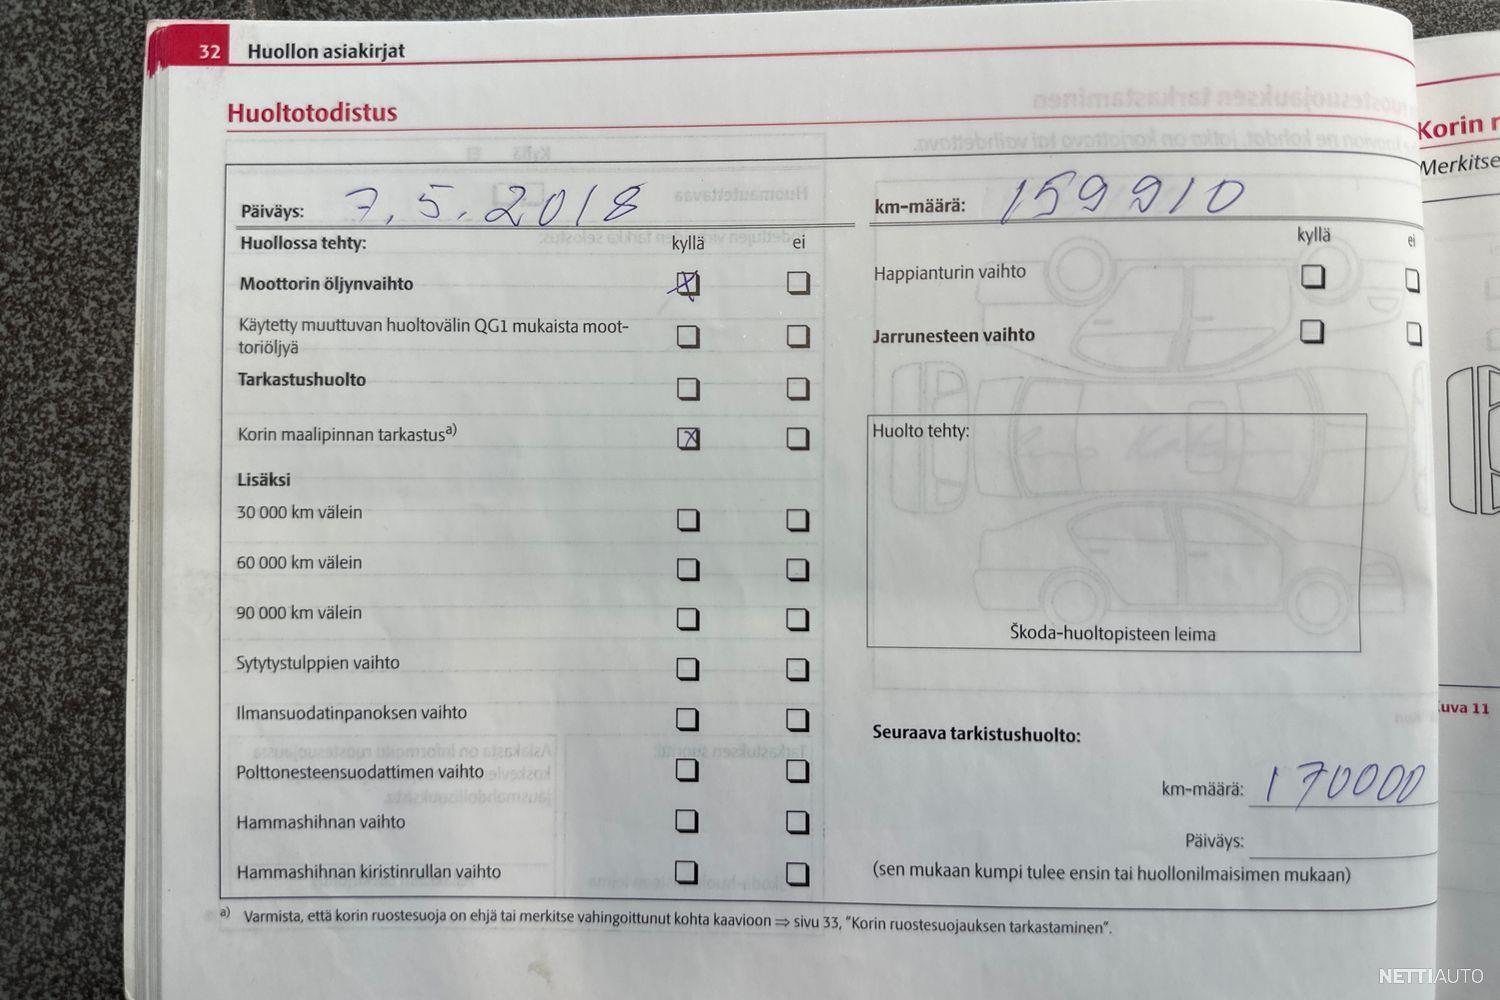 32 Huollon asiakirjat
Huoltotodistus
Päiväys: 7.5.2018
km-määrä: 159910
Huollossa tehty: kyllä ei
Moottorin öljynvaihto
Käytetty muuttuvan huoltovälin QG1 mukaista moot-
toriöljyä
Tarkastushuolto
Korin maalipinnan tarkastus a)
Lisäksi
30 000 km välein
60 000 km välein
90 000 km välein
Sytytystulppien vaihto
Ilmansuodatinpanoksen vaihto
Polttonesteensuodattimen vaihto
Hammashihnan vaihto
Hammashihnan kiristinrullan vaihto
kyllä ei
Happianturin vaihto
Jarrunesteen vaihto
Huolto tehty:
Škoda-huoltopisteen leima
Seuraava tarkistushuolto:
km-määrä: 170000
Päiväys:
(sen mukaan kumpi tulee ensin tai huollonilmaisimen mukaan)
a) Varmista, että korin ruostesuoja on ehjä tai merkitse vahingoittunut kohta kaavioon ⇒ sivu 33, "Korin ruostesuojauksen tarkastaminen".
Korin r
Merkitse
uva 11
NETTIAUTO